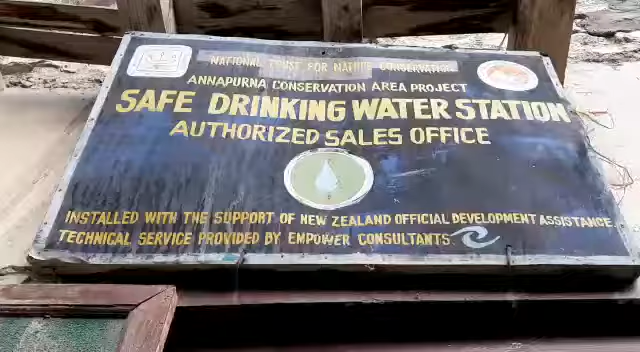 NATIONAL TRUST FOR NATURE CONSERVATION
ANNAPURNA CONSERVATION AREA PROJECT
SAFE DRINKING WATER STATION
AUTHORIZED SALES OFFICE
INSTALLED WITH THE SUPPORT OF NEW ZEALAND OFFICIAL DEVELOPMENT ASSISTANCE.
TECHNICAL SERVICE PROVIDED BY EMPOWER CONSULTANTS.